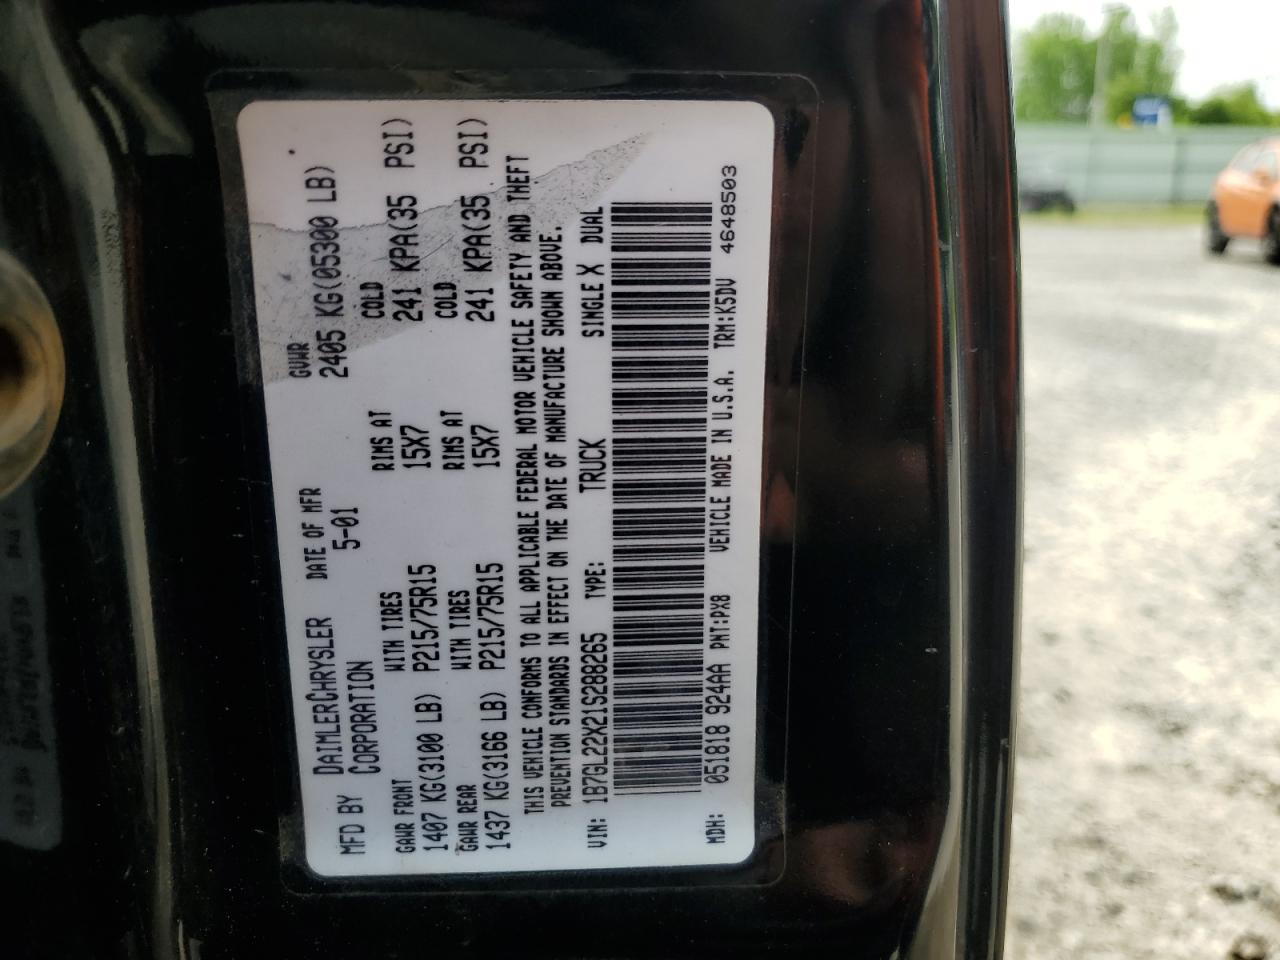 MFD BY DAIMLERCHRYSLER DATE OF MFR GVWR
CORPORATION 5-01 2405 KG(05300 LB)
GAWR FRONT WITH TIRES RIMS AT COLD
1407 KG(3100 LB) P215/75R15 15X7 241 KPA(35 PSI)
GAWR REAR WITH TIRES RIMS AT COLD
1437 KG(3166 LB) P215/75R15 15X7 241 KPA(35 PSI)
THIS VEHICLE CONFORMS TO ALL APPLICABLE FEDERAL MOTOR VEHICLE SAFETY AND THEFT
PREVENTION STANDARDS IN EFFECT ON THE DATE OF MANUFACTURE SHOWN ABOVE.
VIN: 1B7GL22X21S288265 TYPE: TRUCK SINGLE X DUAL
MDH: 051818 924AA PNT:PX8 VEHICLE MADE IN U.S.A. TRM:K5DV 4648503